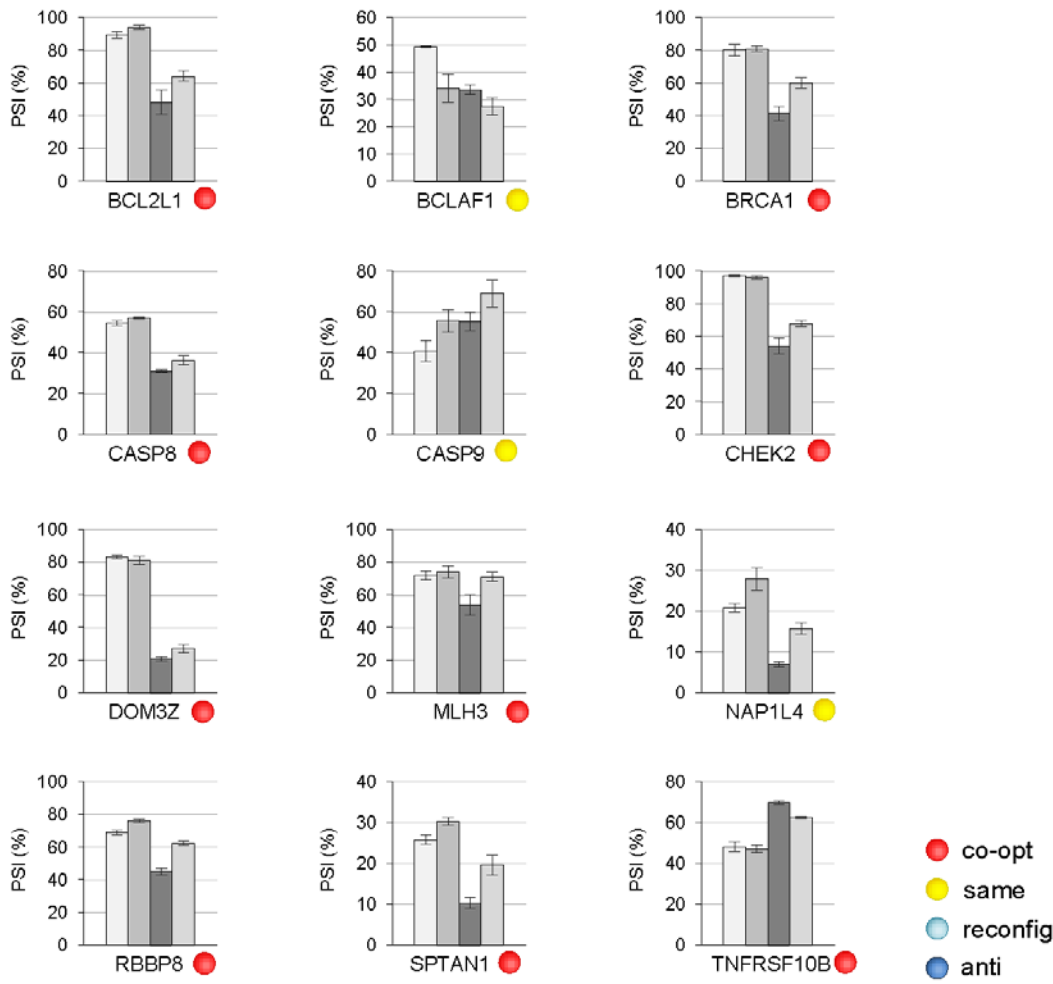 100
80
60
40
20
0
PSI (%)
BCL2L1
60
50
40
30
20
10
0
PSI (%)
BCLAF1
100
80
60
40
20
0
PSI (%)
BRCA1
80
60
40
20
0
PSI (%)
CASP8
80
60
40
20
0
PSI (%)
CASP9
100
80
60
40
20
0
PSI (%)
CHEK2
100
80
60
40
20
0
PSI (%)
DOM3Z
100
80
60
40
20
0
PSI (%)
MLH3
40
30
20
10
0
PSI (%)
NAP1L4
100
80
60
40
20
0
PSI (%)
RBBP8
40
30
20
10
0
PSI (%)
SPTAN1
80
60
40
20
0
PSI (%)
TNFRSF10B
co-opt
same
reconfig
anti